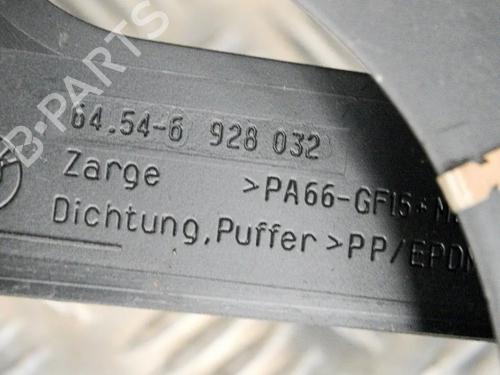 B-PARTS
64.54-6 928 032
Zarge >PA66-GF15+M
Dichtung,Puffer >PP/EPDM